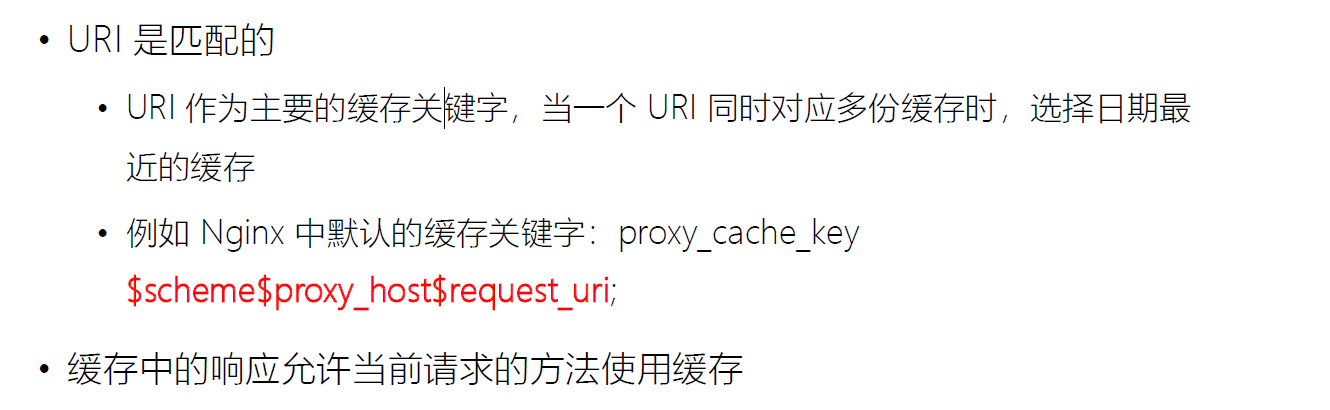 • URI 是匹配的
• URI 作为主要的缓存关键字，当一个 URI 同时对应多份缓存时，选择日期最
近的缓存
• 例如 Nginx 中默认的缓存关键字：proxy_cache_key
$scheme$proxy_host$request_uri;
• 缓存中的响应允许当前请求的方法使用缓存